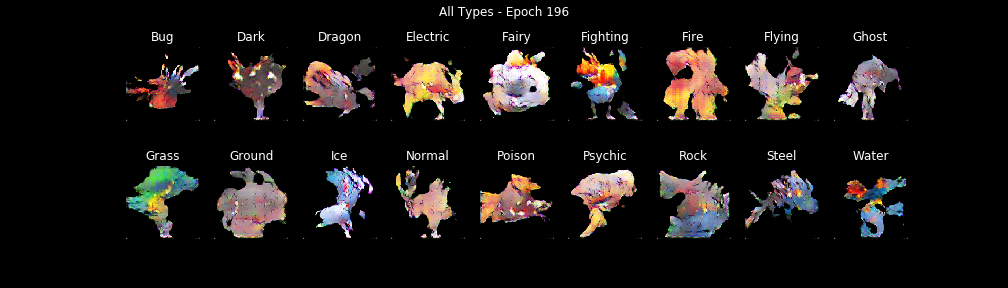 All Types - Epoch 196
Bug Dark Dragon Electric Fairy Fighting Fire Flying Ghost
Grass Ground Ice Normal Poison Psychic Rock Steel Water